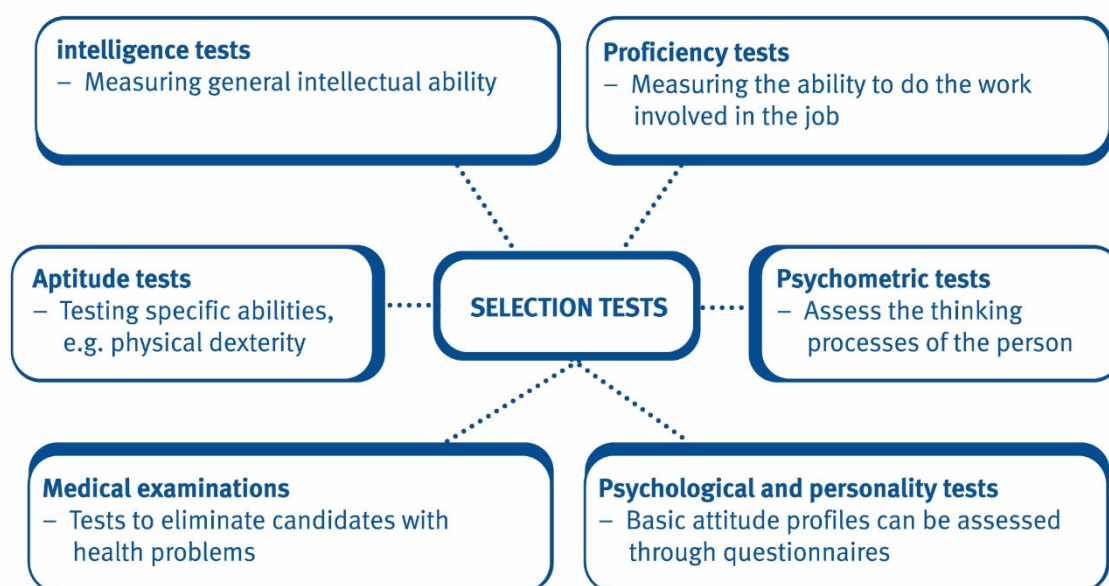 intelligence tests
– Measuring general intellectual ability
Proficiency tests
– Measuring the ability to do the work
involved in the job
Aptitude tests
– Testing specific abilities,
e.g. physical dexterity
SELECTION TESTS
Psychometric tests
– Assess the thinking
processes of the person
Medical examinations
– Tests to eliminate candidates with
health problems
Psychological and personality tests
– Basic attitude profiles can be assessed
through questionnaires